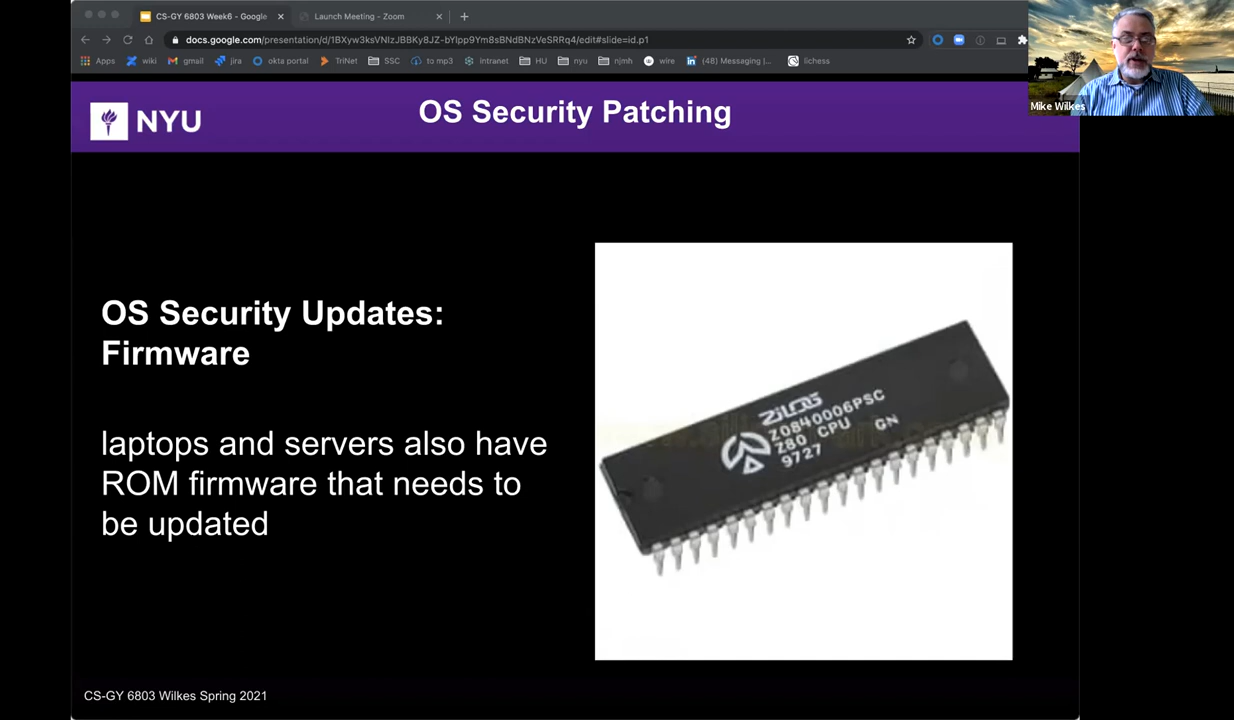 CS-GY 6803 Week6 - Google
Launch Meeting - Zoom
docs.google.com/presentation/d/1BXyw3ksVNIzJBBKy8JZ-bYlpp9Ym8sBNdBNzVeSRRq4/edit#slide=id.p1
Apps wiki gmail jira okta portal TriNet SSC to mp3 Intranet HU nyu njmh wire (48) Messaging |... lichess
Mike Wilkes
NYU
OS Security Patching
OS Security Updates:
Firmware
laptops and servers also have
ROM firmware that needs to
be updated
ZiLOG
Z0840006PSC
Z80 CPU GN
9727
CS-GY 6803 Wilkes Spring 2021